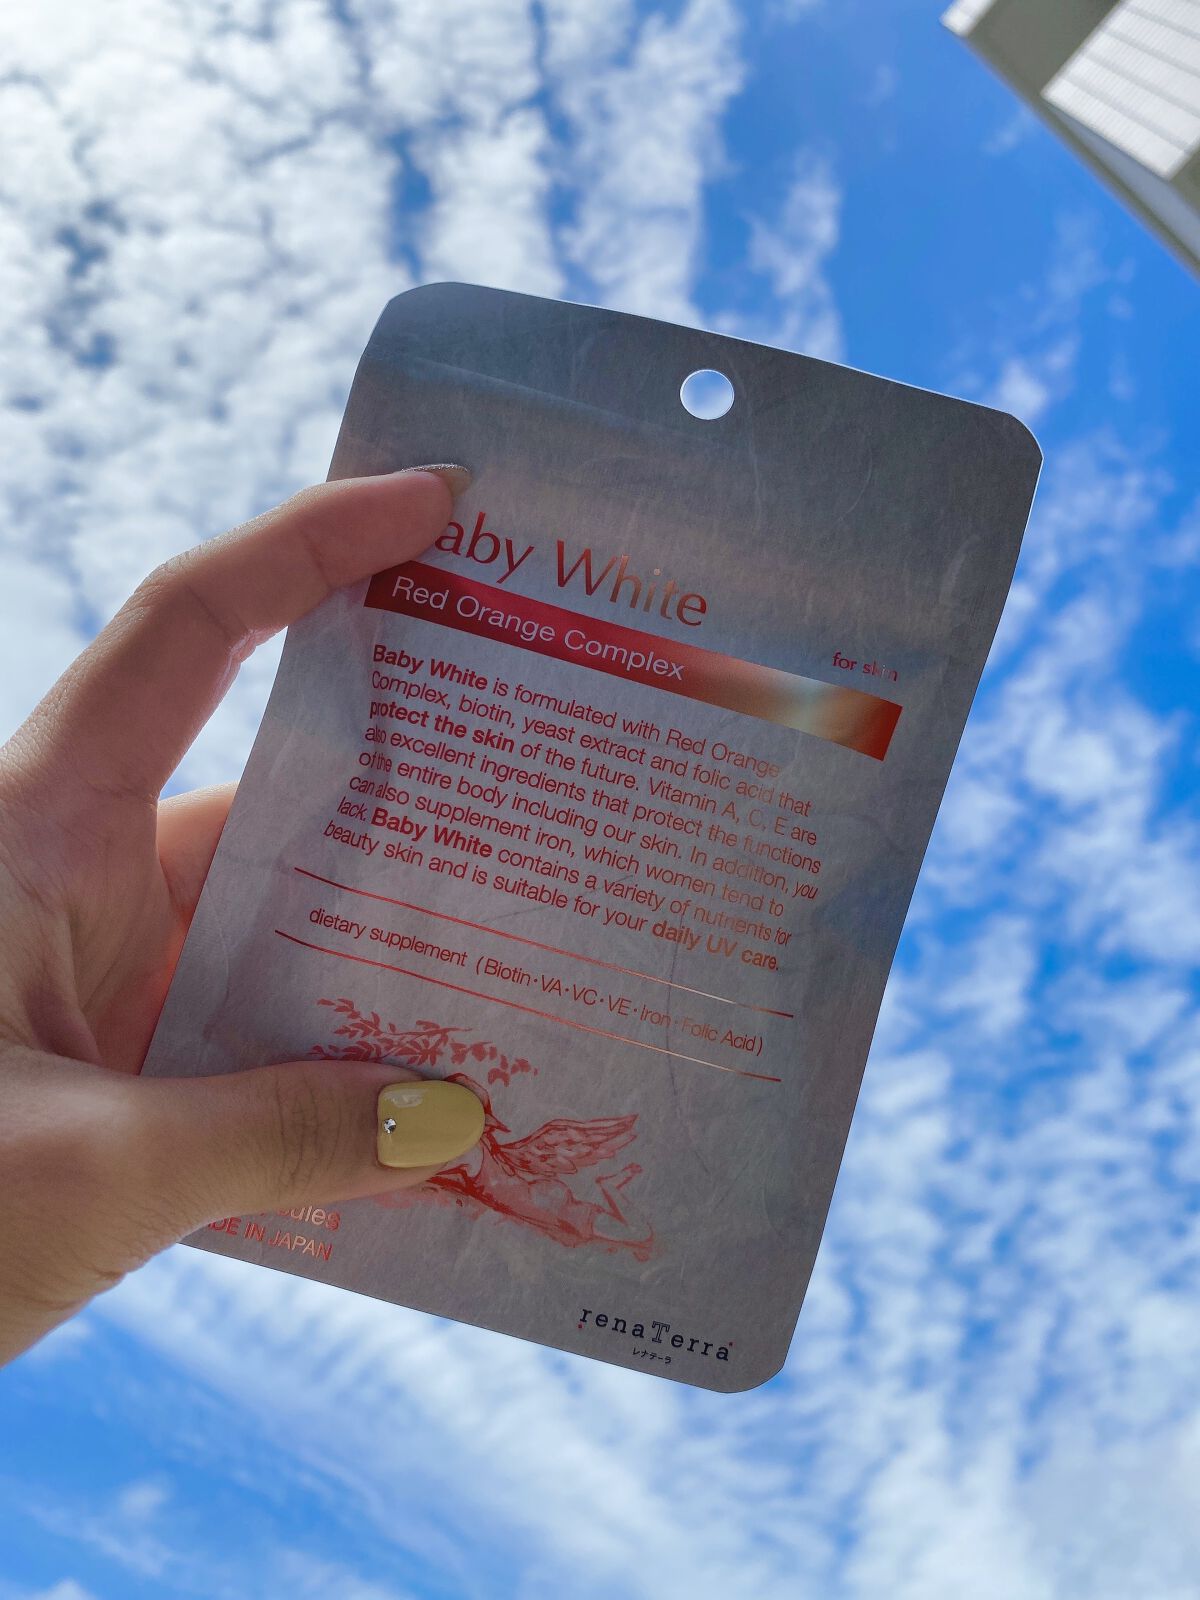 aby White
Red Orange Complex
for skin
Baby White is formulated with Red Orange
Complex, biotin, yeast extract and folic acid that
protect the skin of the future. Vitamin A, C, E are
also excellent ingredients that protect the functions
of the entire body including our skin. In addition, you
can also supplement iron, which women tend to
lack. Baby White contains a variety of nutrients for
beauty skin and is suitable for your daily UV care.
dietary supplement (Biotin・VA・VC・VE・Iron・Folic Acid)
sules
DE IN JAPAN
renaTerra
レナテーラ